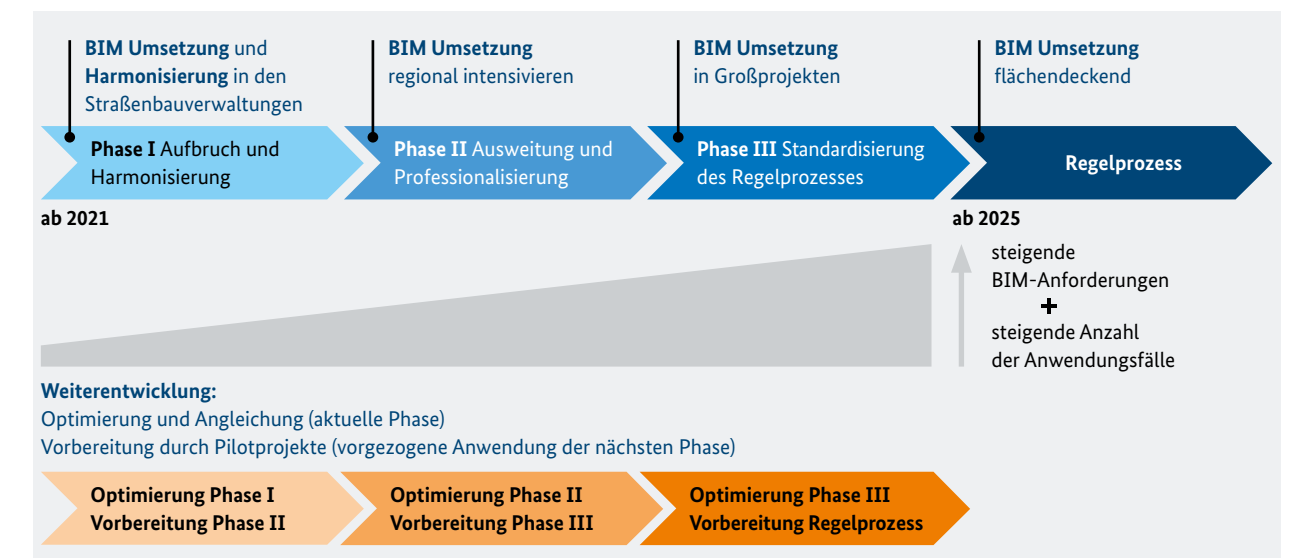 BIM Umsetzung und
Harmonisierung in den
Straßenbauverwaltungen
BIM Umsetzung
regional intensivieren
BIM Umsetzung
in Großprojekten
BIM Umsetzung
flächendeckend
Phase I Aufbruch und
Harmonisierung
Phase II Ausweitung und
Professionalisierung
Phase III Standardisierung
des Regelprozesses
Regelprozess
ab 2021
ab 2025
steigende
BIM-Anforderungen
+
steigende Anzahl
der Anwendungsfälle
Weiterentwicklung:
Optimierung und Angleichung (aktuelle Phase)
Vorbereitung durch Pilotprojekte (vorgezogene Anwendung der nächsten Phase)
Optimierung Phase I
Vorbereitung Phase II
Optimierung Phase II
Vorbereitung Phase III
Optimierung Phase III
Vorbereitung Regelprozess